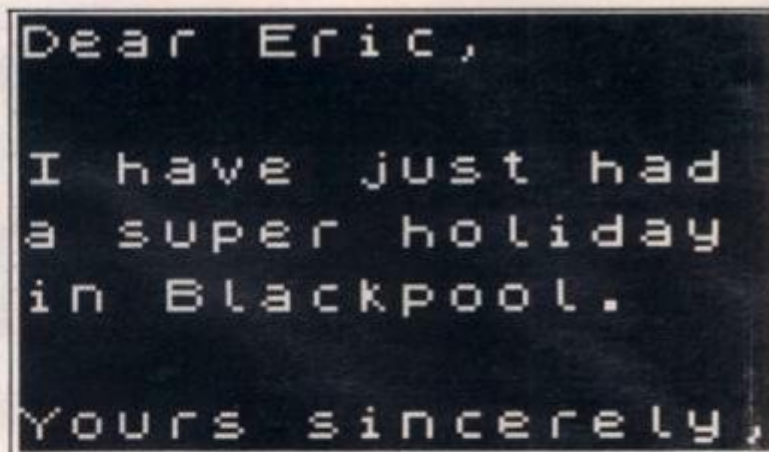 Dear Eric,
I have just had
a super holiday
in Blackpool.
Yours sincerely,